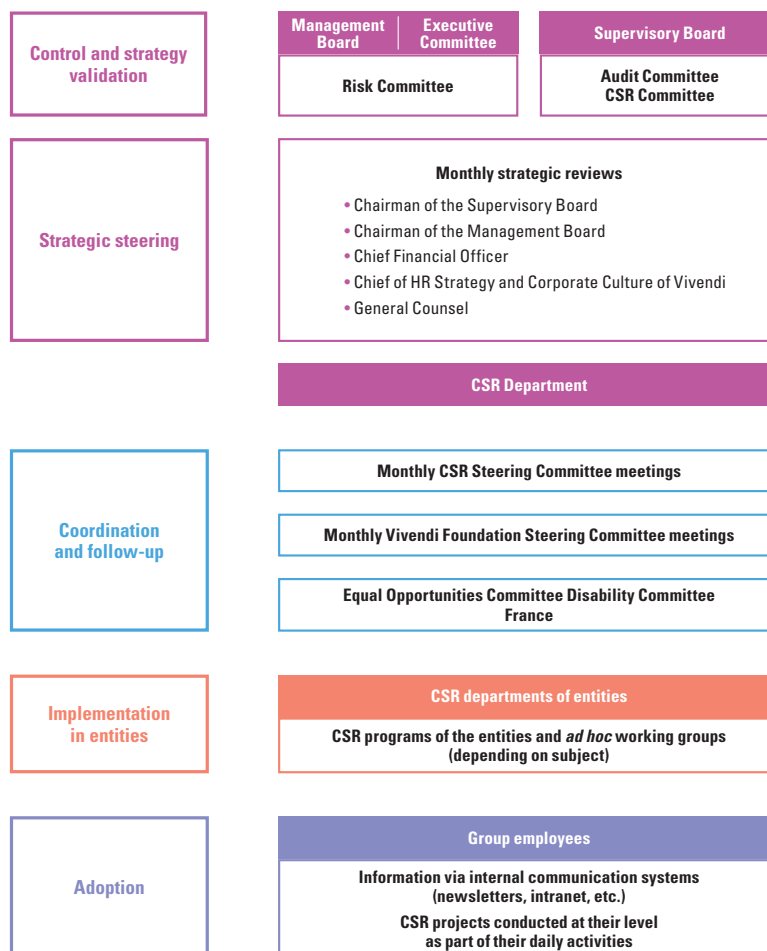 Control and strategy
validation
Management
Board
Executive
Committee
Risk Committee
Supervisory Board
Audit Committee
CSR Committee
Strategic steering
Monthly strategic reviews
• Chairman of the Supervisory Board
• Chairman of the Management Board
• Chief Financial Officer
• Chief of HR Strategy and Corporate Culture of Vivendi
• General Counsel
CSR Department
Coordination
and follow-up
Monthly CSR Steering Committee meetings
Monthly Vivendi Foundation Steering Committee meetings
Equal Opportunities Committee Disability Committee
France
Implementation
in entities
CSR departments of entities
CSR programs of the entities and ad hoc working groups
(depending on subject)
Adoption
Group employees
Information via internal communication systems
(newsletters, intranet, etc.)
CSR projects conducted at their level
as part of their daily activities